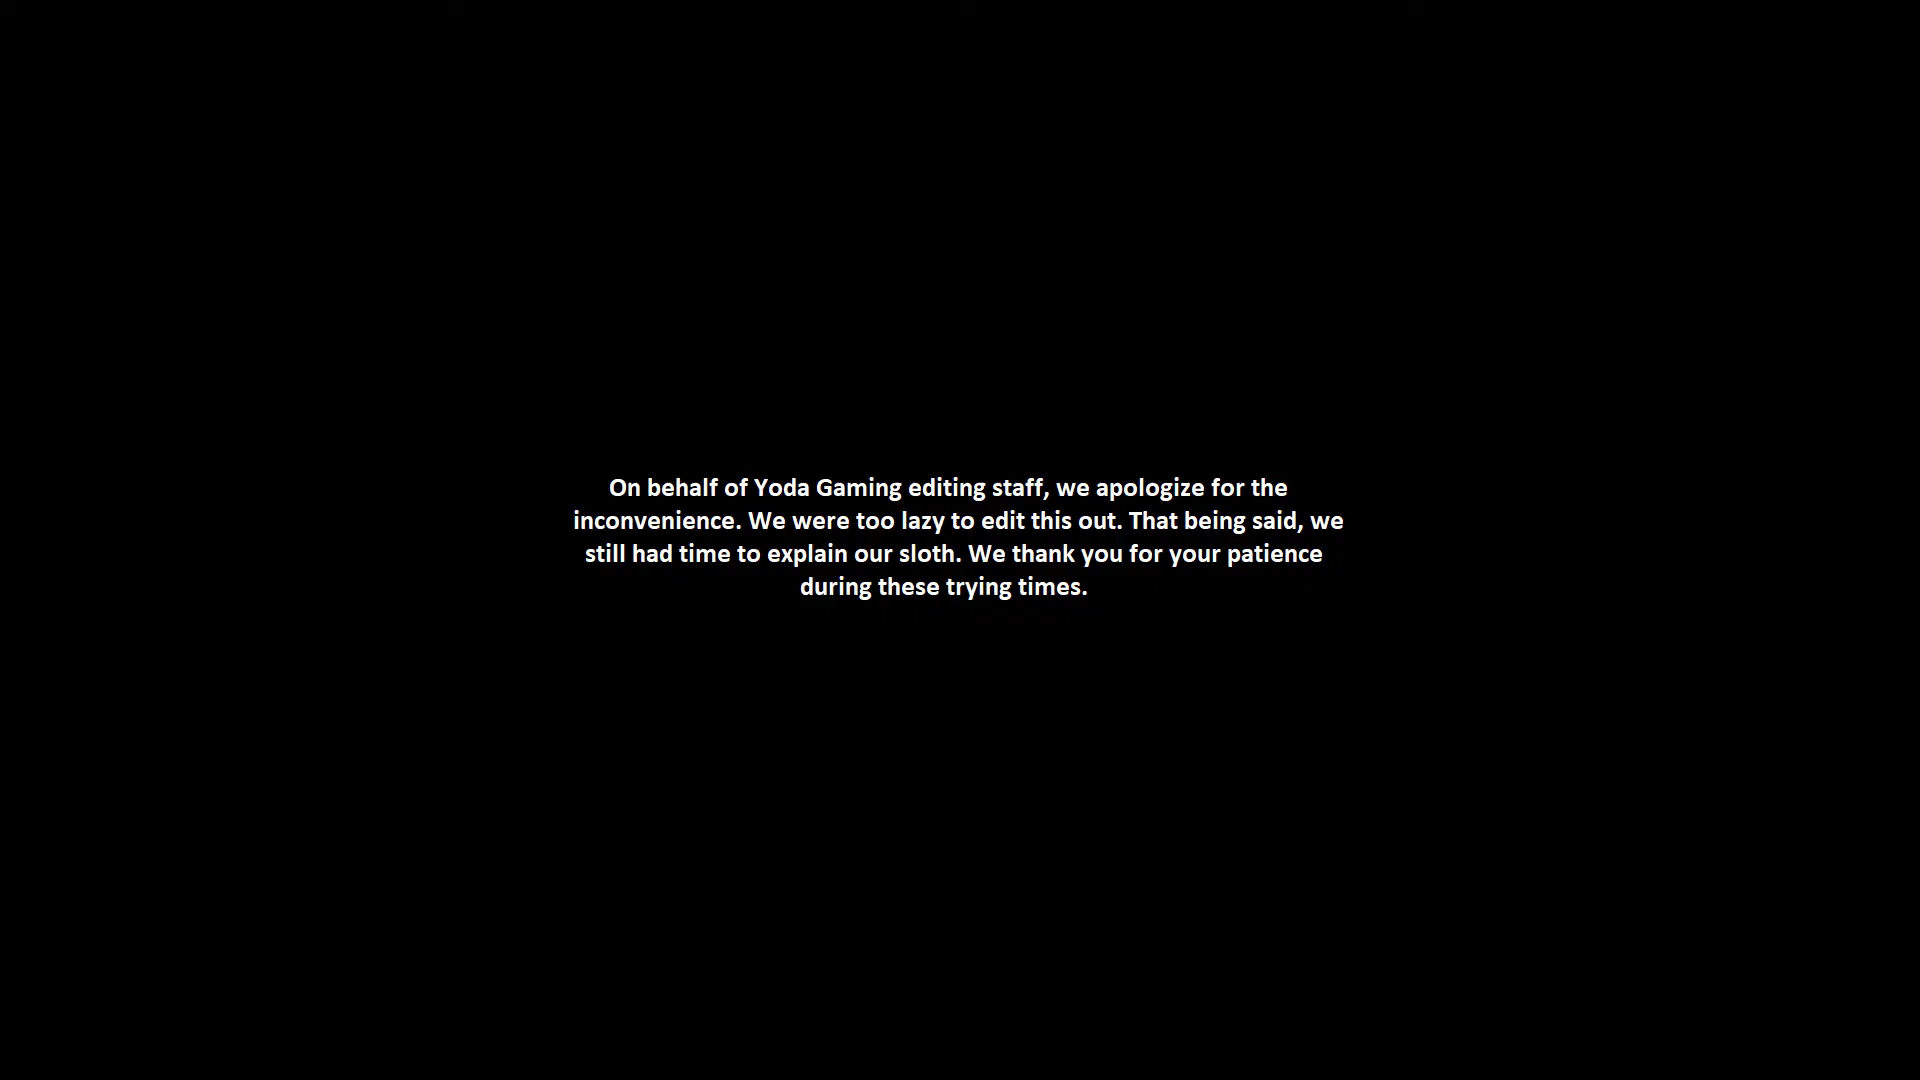 On behalf of Yoda Gaming editing staff, we apologize for the
inconvenience. We were too lazy to edit this out. That being said, we
still had time to explain our sloth. We thank you for your patience
during these trying times.